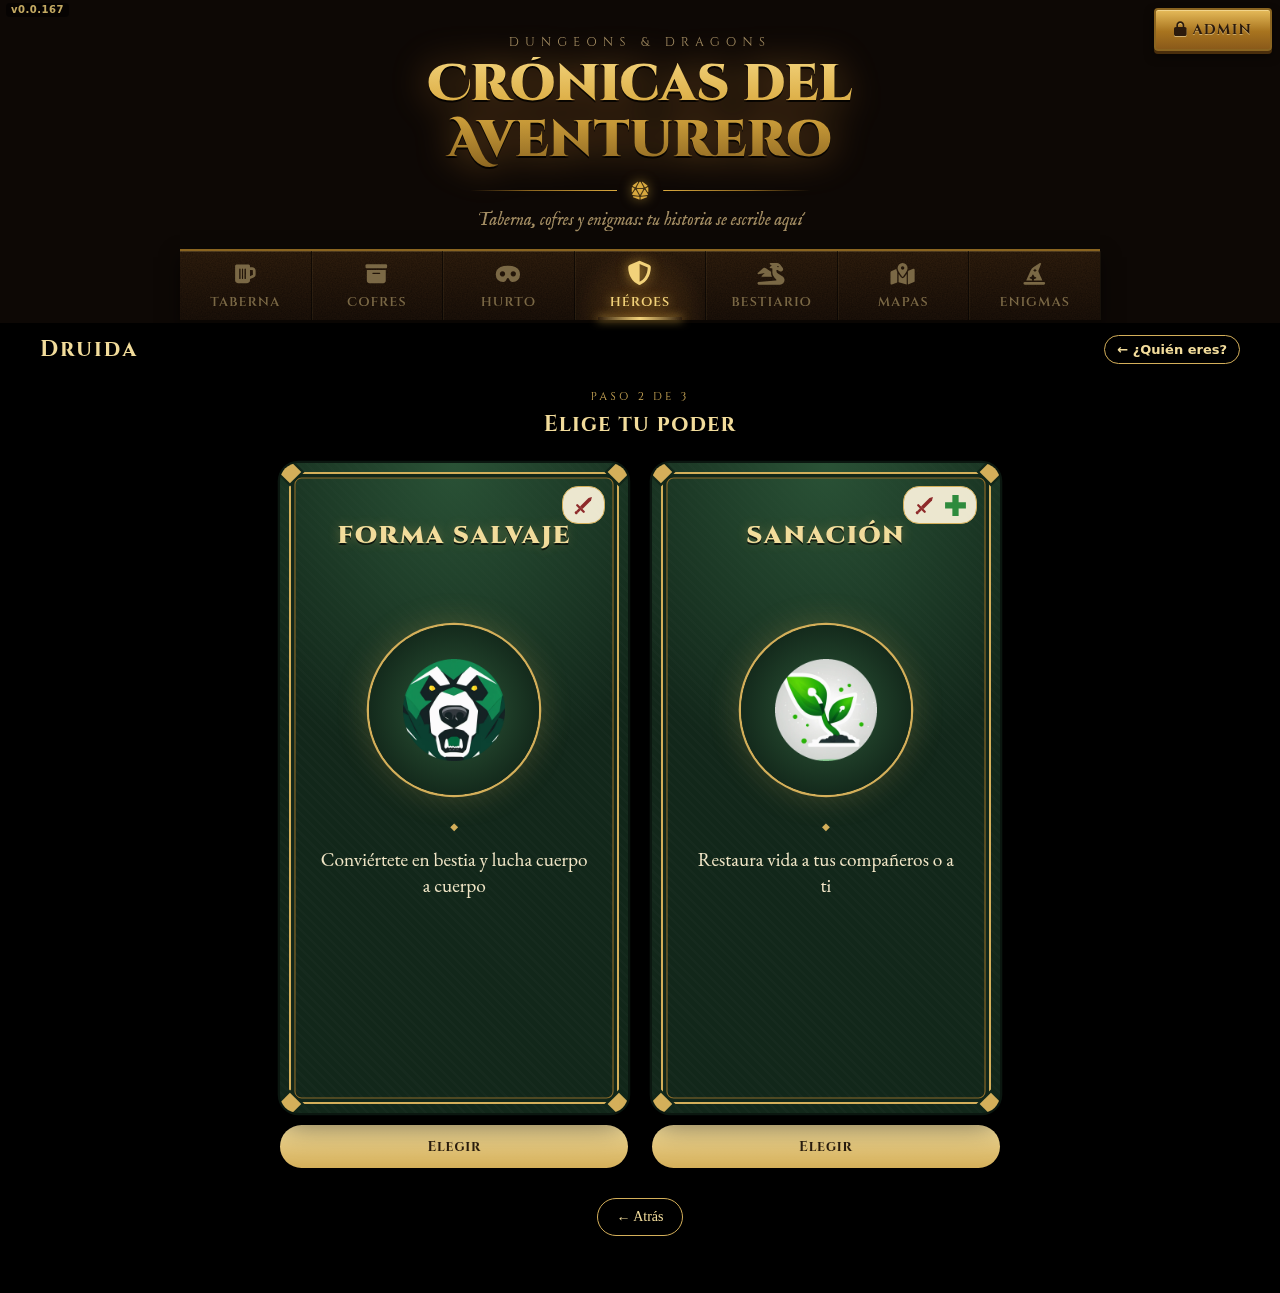 v0.0.167
ADMIN
DUNGEONS & DRAGONS
CRÓNICAS DEL
AVENTURERO
Taberna, cofres y enigmas: tu historia se escribe aquí
TABERNA
COFRES
HURTO
HÉROES
BESTIARIO
MAPAS
ENIGMAS
DRUIDA
← ¿Quién eres?
PASO 2 DE 3
ELIGE TU PODER
FORMA SALVAJE
Conviértete en bestia y lucha cuerpo
a cuerpo
ELEGIR
SANACIÓN
Restaura vida a tus compañeros o a
ti
ELEGIR
← Atrás